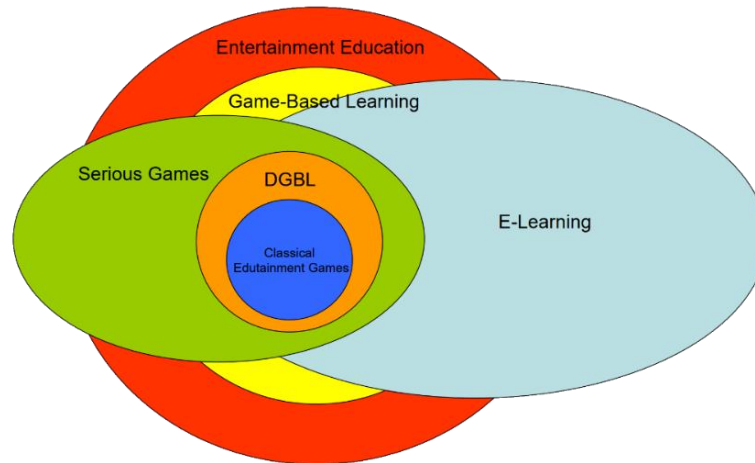 Entertainment Education
Game-Based Learning
Serious Games
DGBL
E-Learning
Classical
Edutainment Games